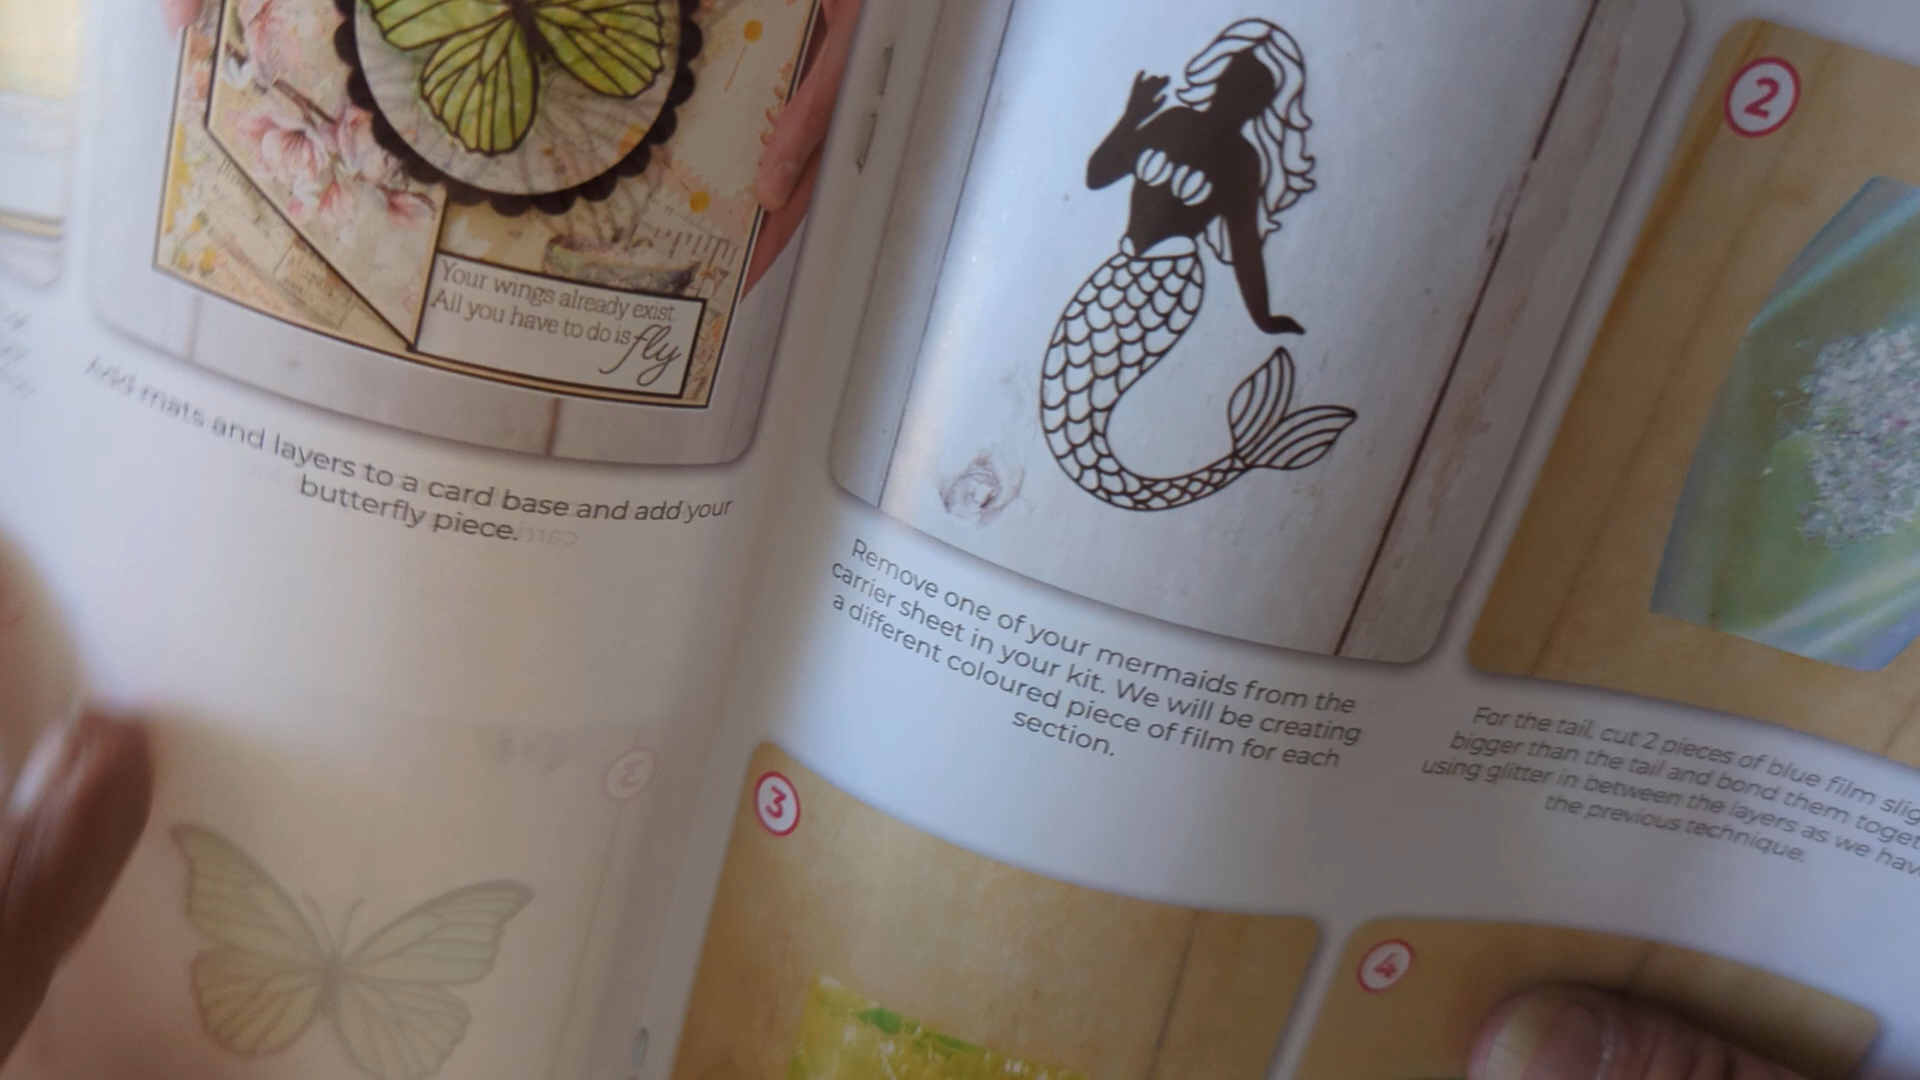 Your wings already exist
All you have to do is fly
Add mats and layers to a card base and add your
butterfly piece.
Remove one of your mermaids from the
carrier sheet in your kit. We will be creating
a different coloured piece of film for each
section.
2
For the tail, cut 2 pieces of blue film
bigger than the tail and bond them
using glitter in between the layers as we
the previous technique.
3
4